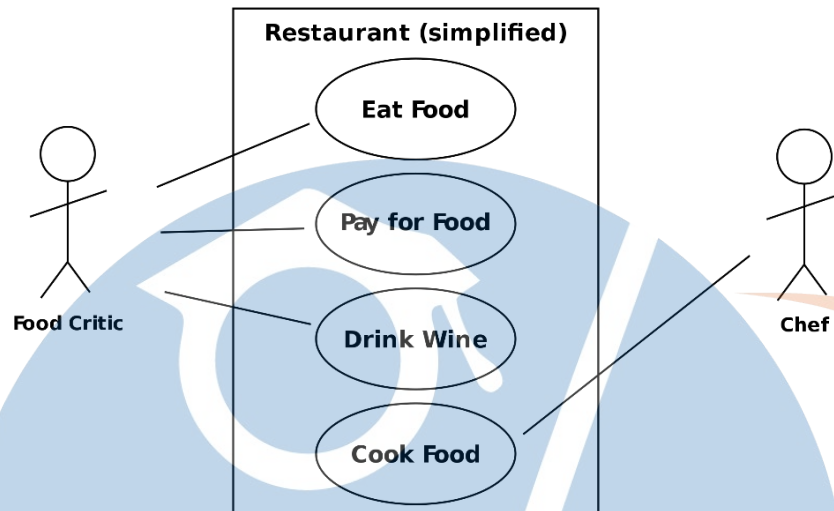 Restaurant (simplified)
Eat Food
Pay for Food
Drink Wine
Cook Food
Food Critic
Chef